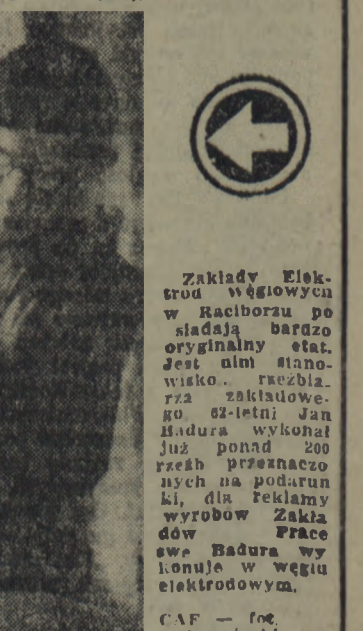 Zakłady Elek-
trod Węglowych
w Raciborzu po
siadają bardzo
oryginalny etat.
Jest nim stano-
wisko.. rzeźbia.
rza zakładowe-
go 62-letni Jan
Badura wykonał
już ponad 200
rzeźb przeznaczo
nych na podarun
ki, dla reklamy
wyrobów Zakła
dów Prace
swe Badura wy
konuje w węglu
elektrodowym.
CAF — fot.